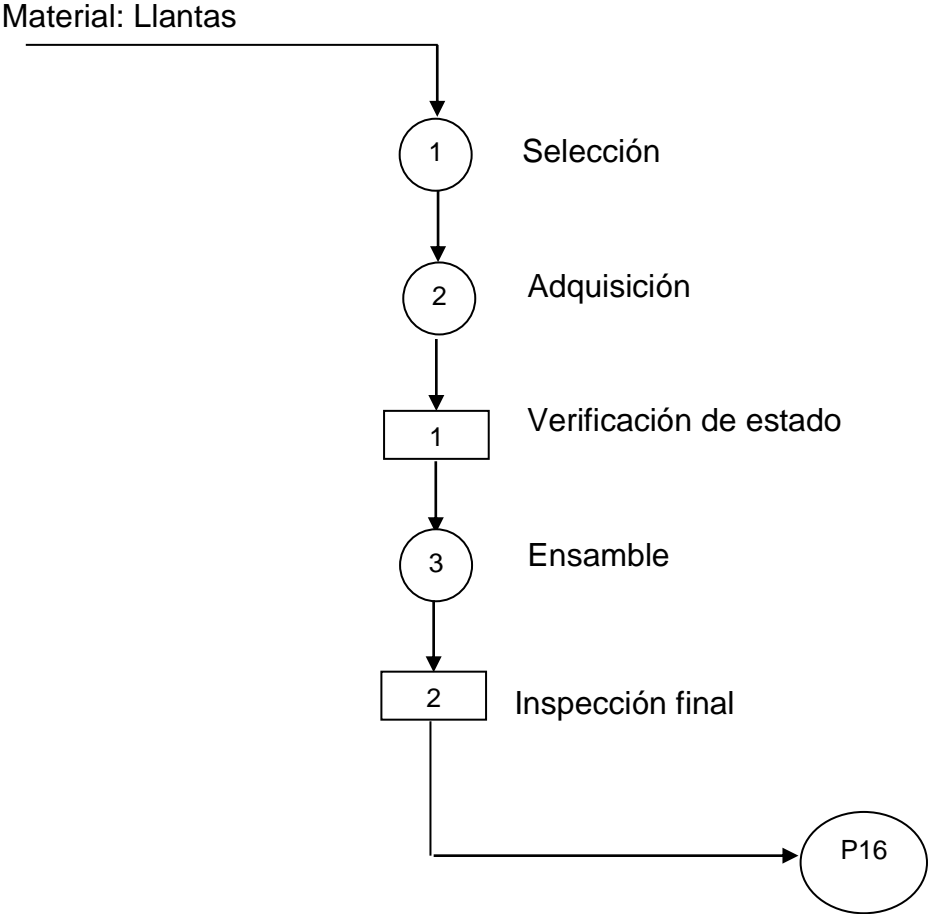 Material: Llantas
1 Selección
2 Adquisición
1 Verificación de estado
3 Ensamble
2 Inspección final
P16